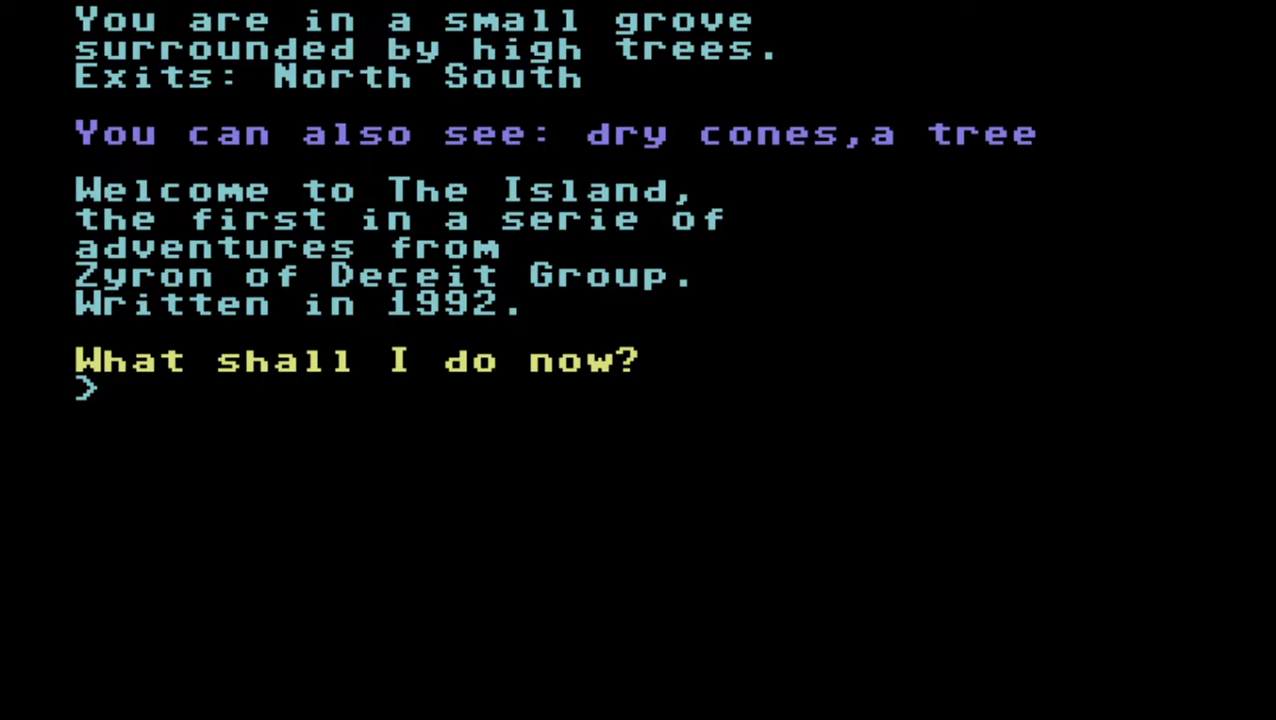 You are in a small grove
surrounded by high trees.
Exits: North South
You can also see: dry cones,a tree
Welcome to The Island,
the first in a serie of
adventures from
Zyron of Deceit Group.
Written in 1992.
What shall I do now?
>